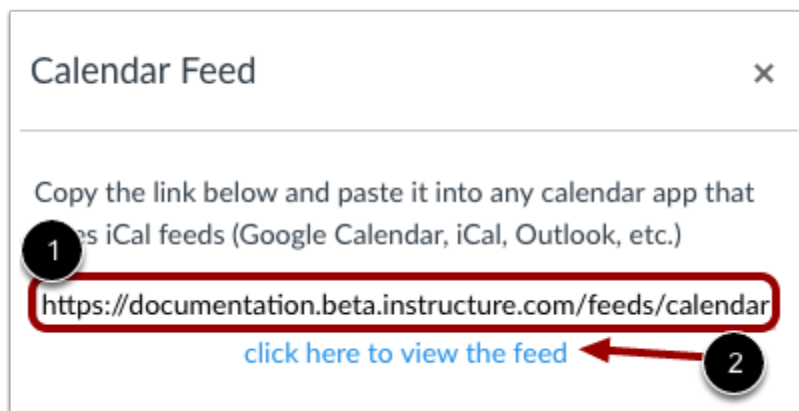 Calendar Feed ×
Copy the link below and paste it into any calendar app that
es iCal feeds (Google Calendar, iCal, Outlook, etc.)
1
https://documentation.beta.instructure.com/feeds/calendar
click here to view the feed
2